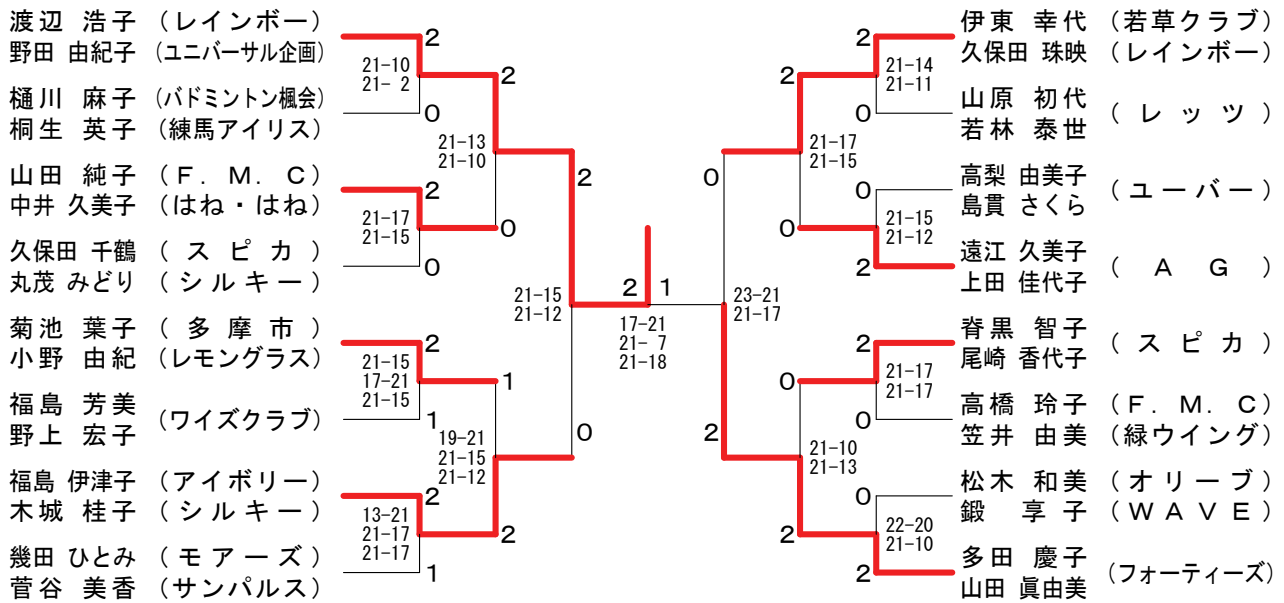 渡辺 浩子 (レインボー)
野田 由紀子 (ユニバーサル企画)
2
21-10
21- 2
樋川 麻子 (バドミントン楓会)
桐生 英子 (練馬アイリス)
0
2
21-13
21-10
山田 純子 (F. M. C)
中井 久美子 (はね・はね)
2
21-17
21-15
0
久保田 千鶴 (スピカ)
丸茂 みどり (シルキー)
0
2
21-15
21-12
菊池 葉子 (多摩市)
小野 由紀 (レモングラス)
2
21-15
17-21
21-15
1
福島 芳美
野上 宏子
(ワイズクラブ)
1
19-21
21-15
21-12
0
福島 伊津子 (アイボリー)
木城 桂子 (シルキー)
2
13-21
21-17
21-17
2
幾田 ひとみ (モアーズ)
菅谷 美香 (サンパルス)
1
2
1
17-21
21- 7
21-18
伊東 幸代 (若草クラブ)
久保田 珠映 (レインボー)
2
21-14
21-11
2
山原 初代
若林 泰世
(レッツ)
0
21-17
21-15
0
高梨 由美子
島貫 さくら
(ユーバー)
0
21-15
21-12
0
遠江 久美子
上田 佳代子
(AG)
2
23-21
21-17
脊黒 智子
尾崎 香代子
(スピカ)
2
21-17
21-17
0
高橋 玲子 (F. M. C)
笠井 由美 (緑ウイング)
0
2
21-10
21-13
松木 和美 (オリーブ)
鍛 享子 (WAVE)
0
22-20
21-10
2
多田 慶子
山田 眞由美
(フォーティーズ)
2